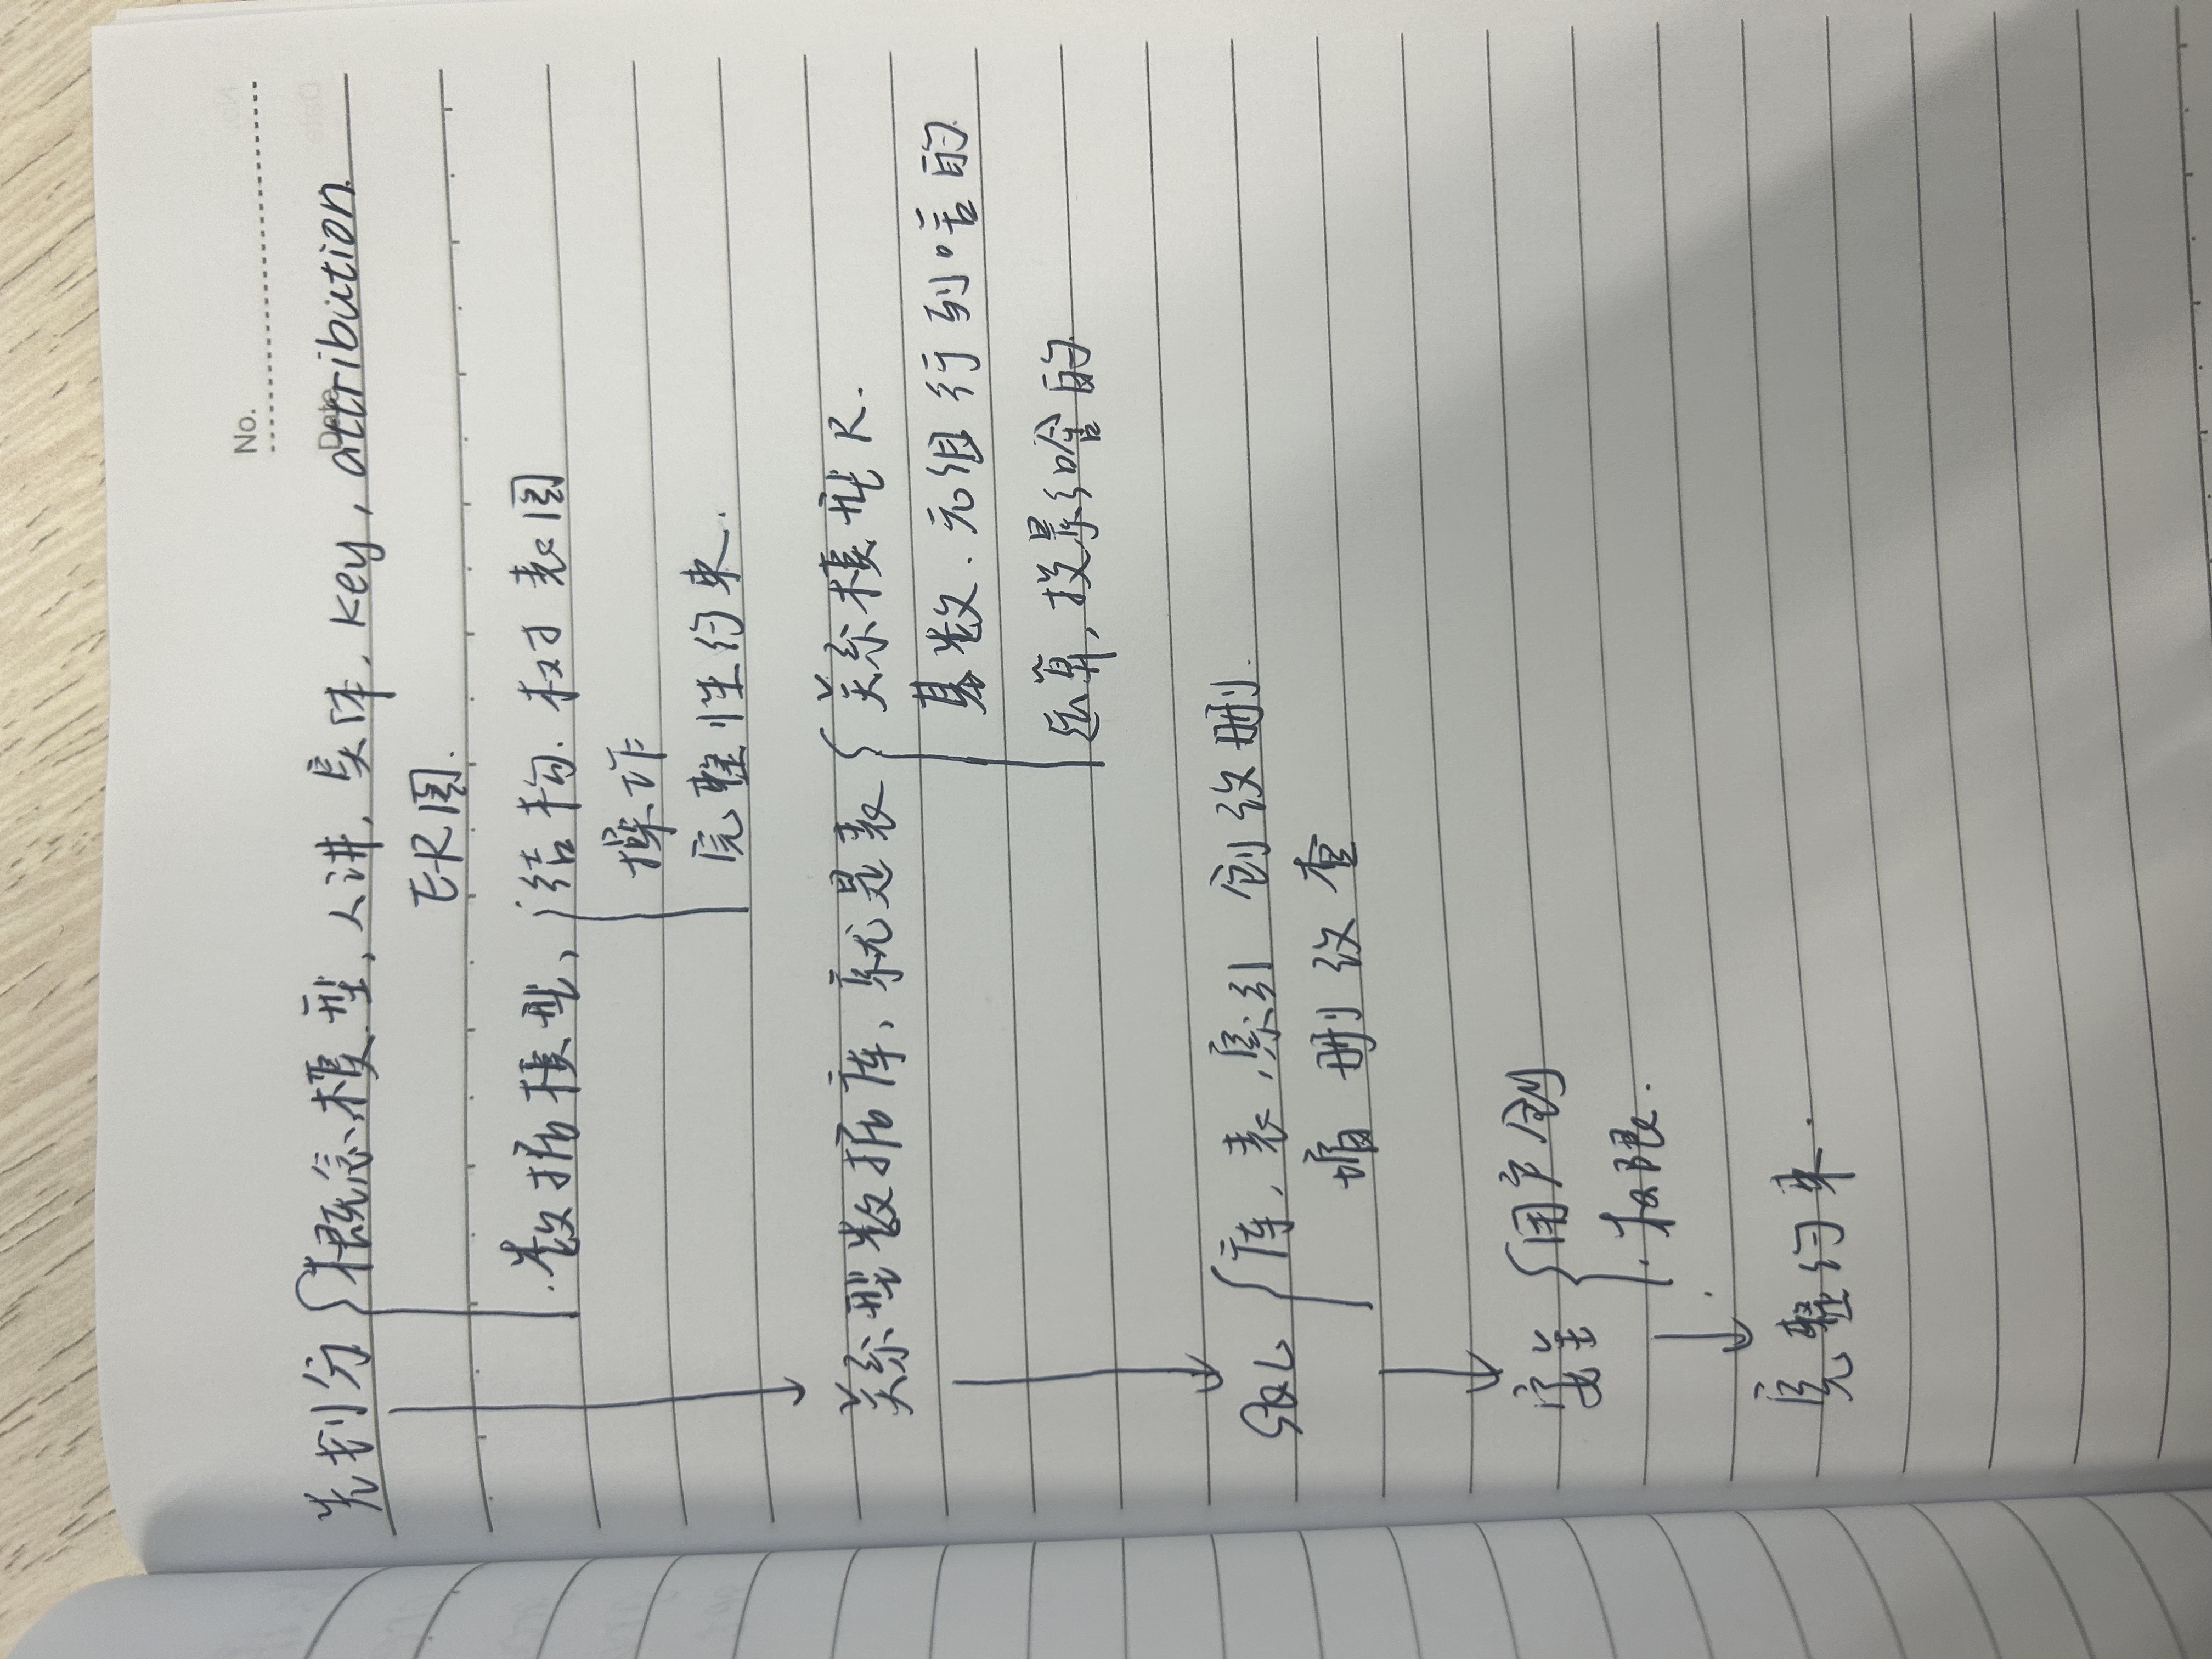 No.
Date
先划分 概念模型, 人讲, 实体, key, attribution.
ER图.
数据模型, 结构. 树 表 图
操作
完整性约束.
关系型数据库, 就是表 关系模型 R.
基数. 元组 行 列 啥的
运算, 投影啥的
SQL 库, 表, 索引 创 改 删.
增 删 改 查
安全 用户创
权限.
完整约束.